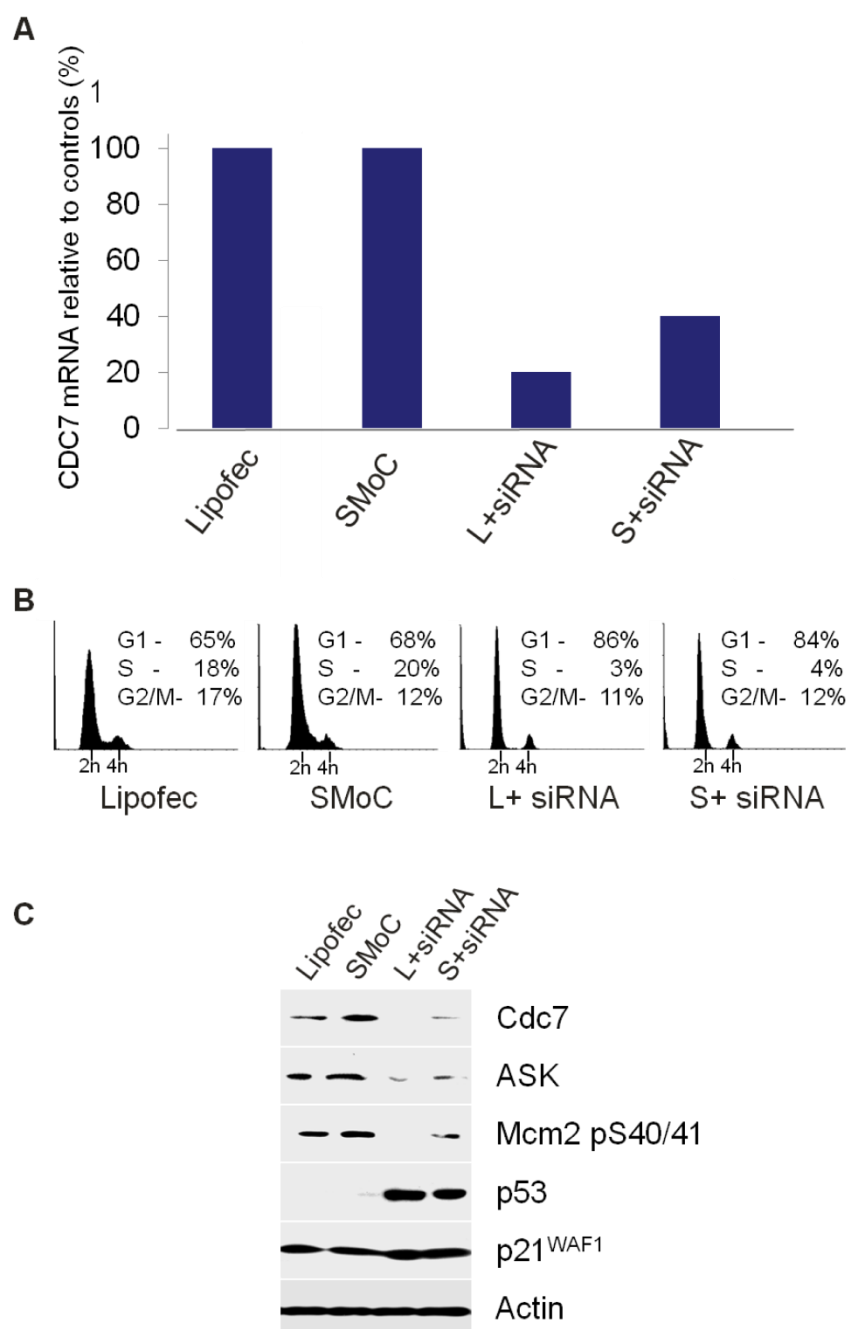 A
CDC7 mRNA relative to controls (%)
1
100
80
60
40
20
0
Lipofec
SMoC
L+siRNA
S+siRNA
B
G1 - 65%
S - 18%
G2/M- 17%
2h 4h
Lipofec
G1 - 68%
S - 20%
G2/M- 12%
2h 4h
SMoC
G1 - 86%
S - 3%
G2/M- 11%
2h 4h
L+ siRNA
G1 - 84%
S - 4%
G2/M- 12%
2h 4h
S+ siRNA
C
Lipofec
SMoC
L+siRNA
S+siRNA
Cdc7
ASK
Mcm2 pS40/41
p53
p21WAF1
Actin